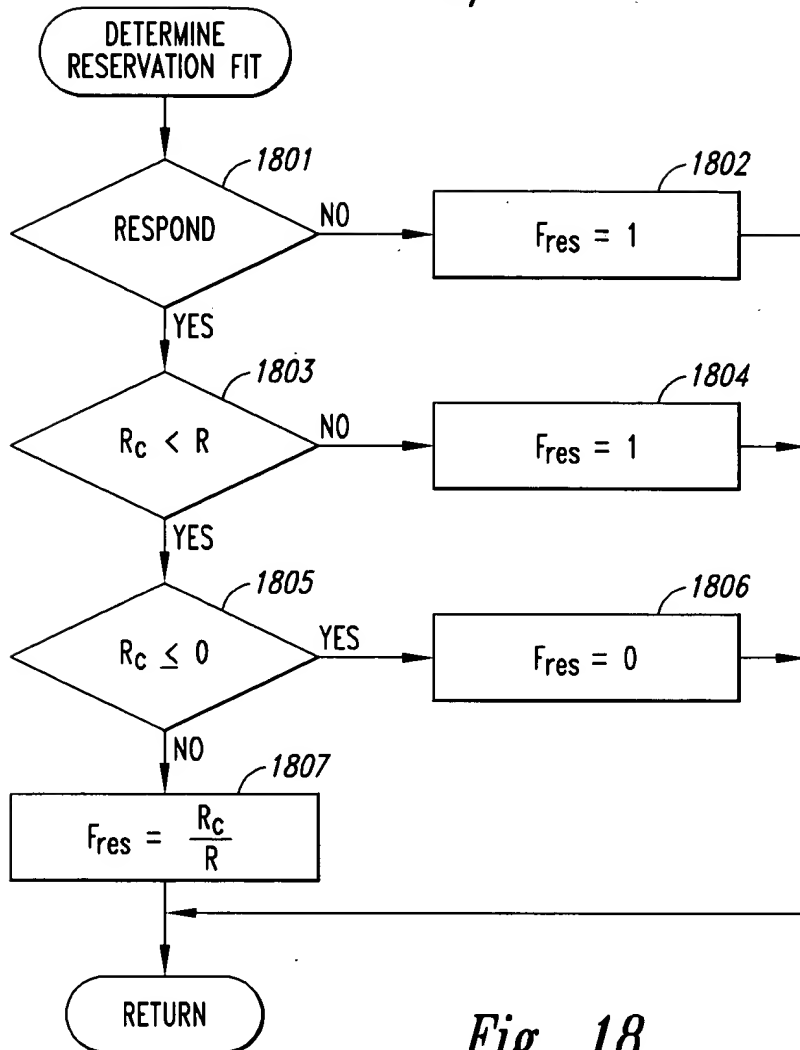 DETERMINE
RESERVATION FIT
1801
RESPOND
NO
1802
Fres = 1
YES
1803
Rc < R
NO
1804
Fres = 1
YES
1805
Rc ≤ 0
YES
1806
Fres = 0
NO
1807
Fres = Rc/R
RETURN
Fig. 18